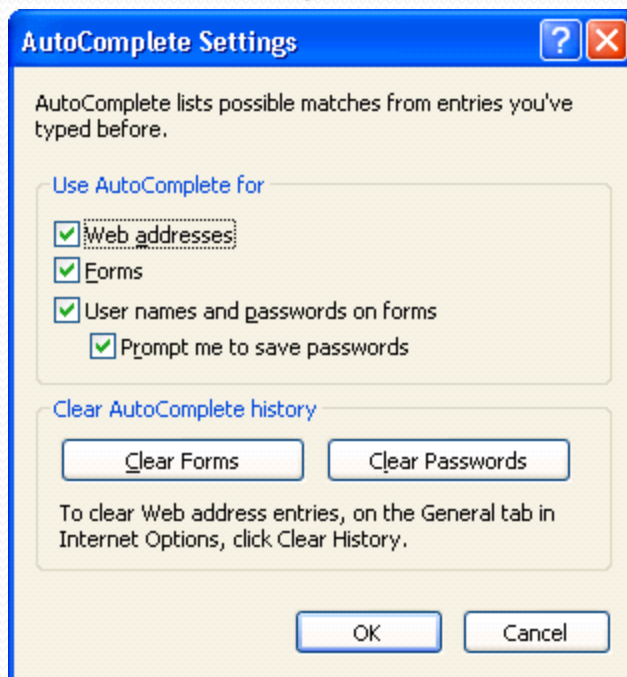 AutoComplete Settings
AutoComplete lists possible matches from entries you've
typed before.
Use AutoComplete for
Web addresses
Forms
User names and passwords on forms
Prompt me to save passwords
Clear AutoComplete history
Clear Forms Clear Passwords
To clear Web address entries, on the General tab in
Internet Options, click Clear History.
OK Cancel